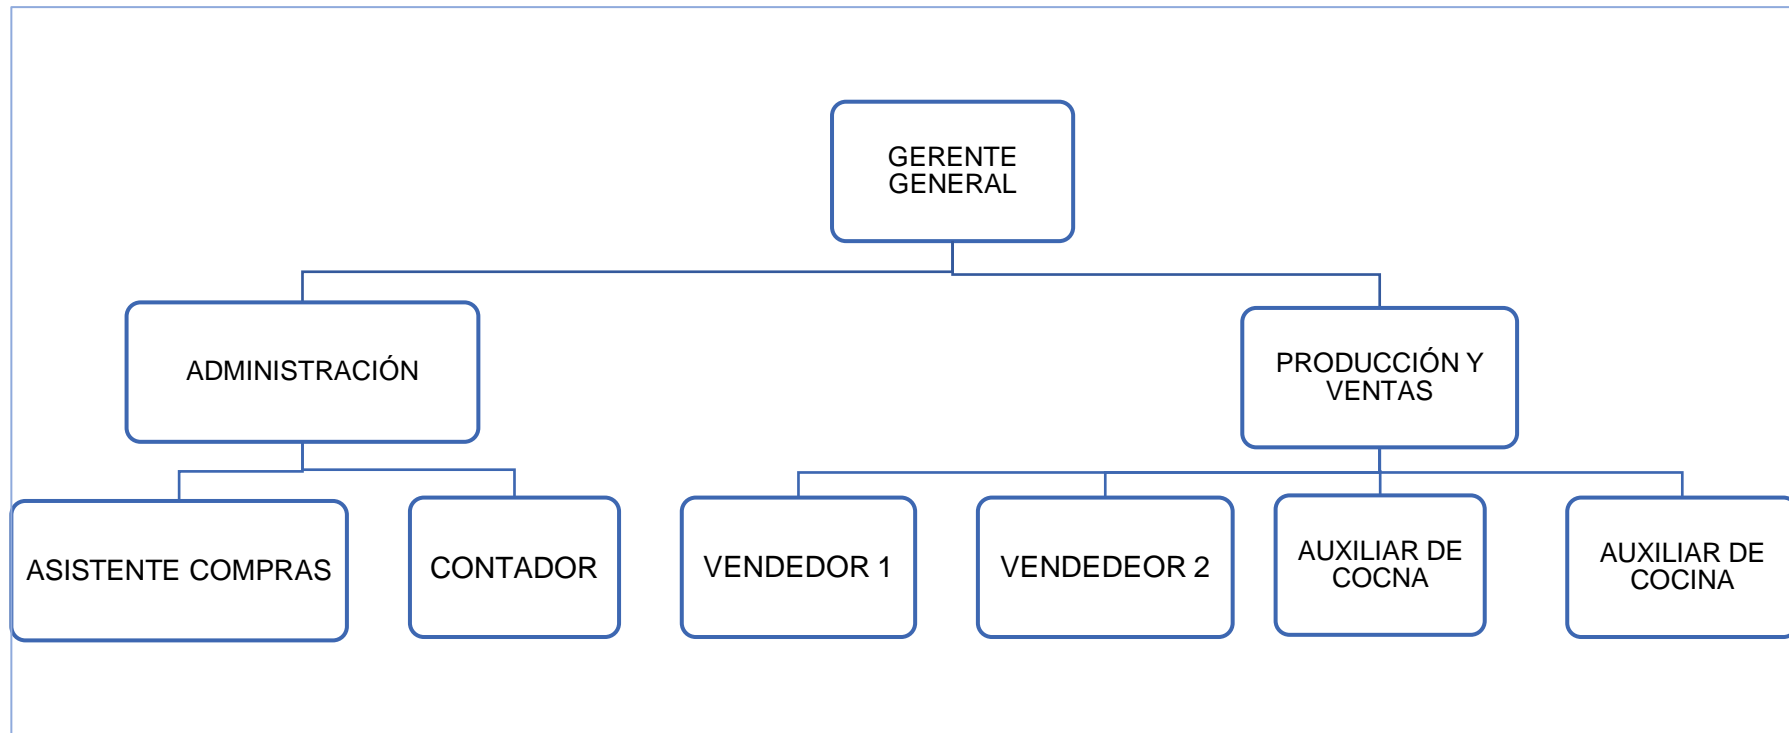 GERENTE
GENERAL
ADMINISTRACIÓN
PRODUCCIÓN Y
VENTAS
ASISTENTE COMPRAS
CONTADOR
VENDEDOR 1
VENDEDEOR 2
AUXILIAR DE
COCNA
AUXILIAR DE
COCINA